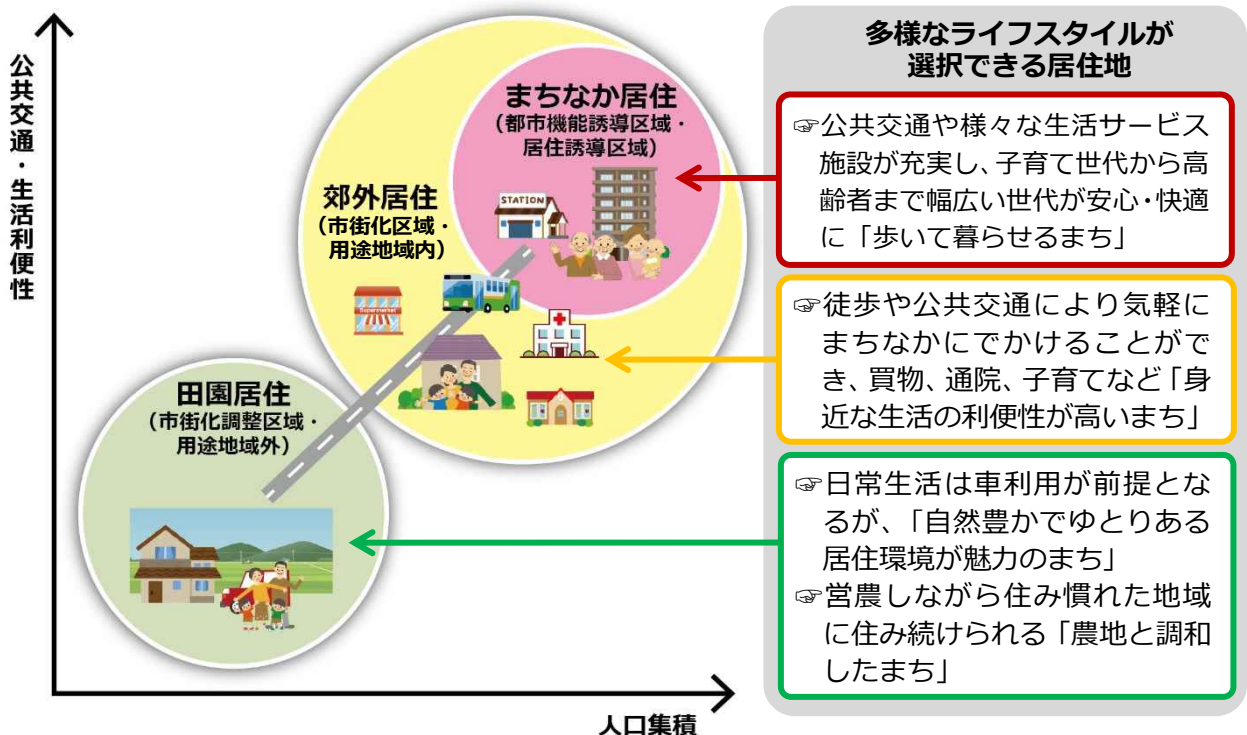 公共交通・生活利便性
まちなか居住
（都市機能誘導区域・
居住誘導区域）
STATION
郊外居住
（市街化区域・
用途地域内）
Supermarket
田園居住
（市街化調整区域・
用途地域外）
人口集積
多様なライフスタイルが
選択できる居住地
☞公共交通や様々な生活サービス
施設が充実し、子育て世代から高
齢者まで幅広い世代が安心・快適
に「歩いて暮らせるまち」
☞徒歩や公共交通により気軽に
まちなかにでかけることがで
き、買物、通院、子育てなど「身
近な生活の利便性が高いまち」
☞日常生活は車利用が前提とな
るが、「自然豊かでゆとりある
居住環境が魅力のまち」
☞営農しながら住み慣れた地域
に住み続けられる「農地と調和
したまち」